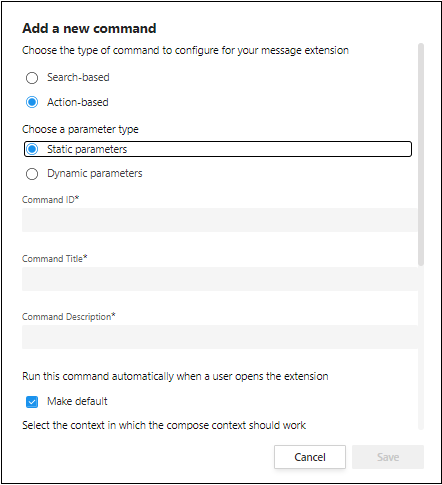 Add a new command
Choose the type of command to configure for your message extension
Search-based
Action-based
Choose a parameter type
Static parameters
Dynamic parameters
Command ID*
Command Title*
Command Description*
Run this command automatically when a user opens the extension
Make default
Select the context in which the compose context should work
Cancel
Save